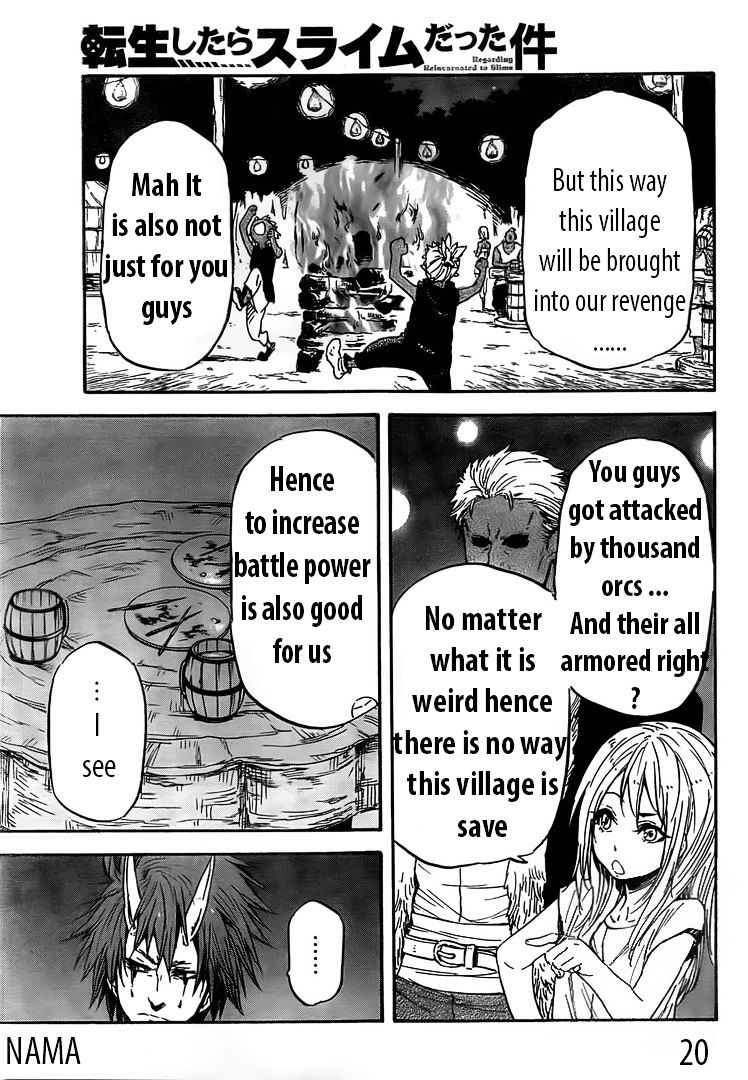 転生したらスライムだった件
Regarding
Reincarnated to Slime
But this way
this village
will be brought
into our revenge
......
Mah It
is also not
just for you
guys
You guys
got attacked
by thousand
orcs ...
And their all
armored right
?
No matter
what it is
weird hence
there is no way
this village is
save
Hence
to increase
battle power
is also good
for us
...
I
see
......
NAMA
20